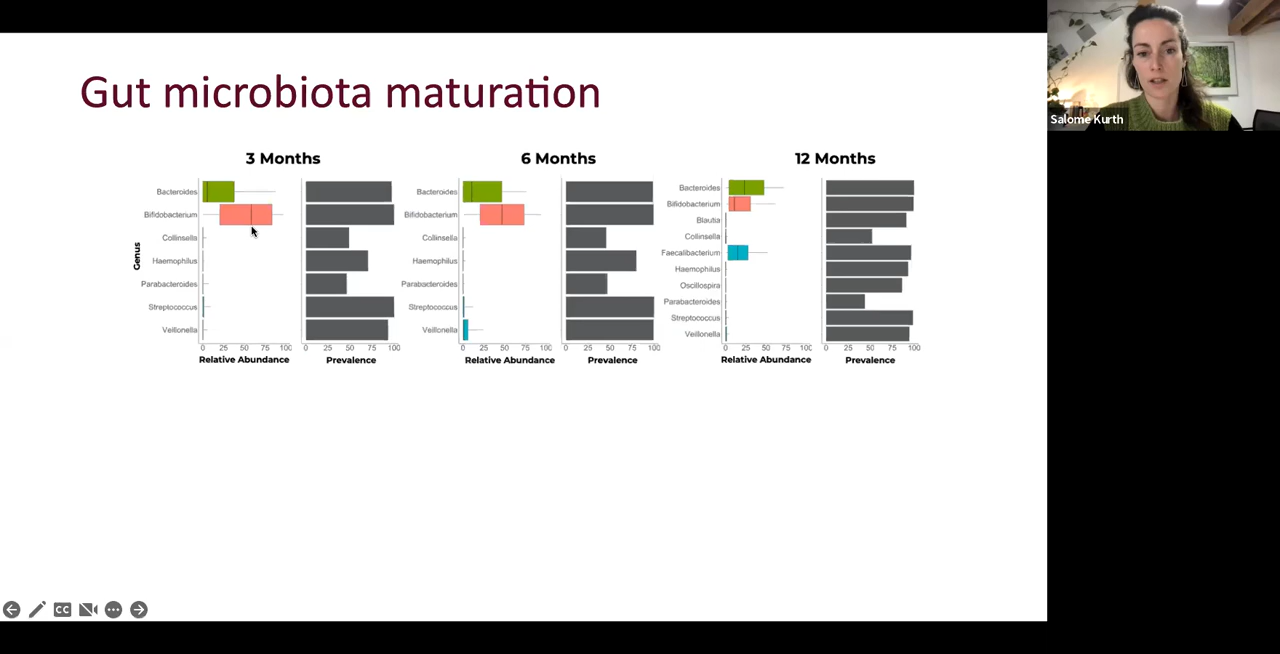 Gut microbiota maturation
Salome Kurth
3 Months
Genus
Bacteroides
Bifidobacterium
Collinsella
Haemophilus
Parabacteroides
Streptococcus
Veillonella
0 25 50 75 100
Relative Abundance
0 25 50 75 100
Prevalence
6 Months
Bacteroides
Bifidobacterium
Collinsella
Haemophilus
Parabacteroides
Streptococcus
Veillonella
0 25 50 75 100
Relative Abundance
0 25 50 75 100
Prevalence
12 Months
Bacteroides
Bifidobacterium
Blautia
Collinsella
Faecalibacterium
Haemophilus
Oscillospira
Parabacteroides
Streptococcus
Veillonella
0 25 50 75 100
Relative Abundance
0 25 50 75 100
Prevalence
CC